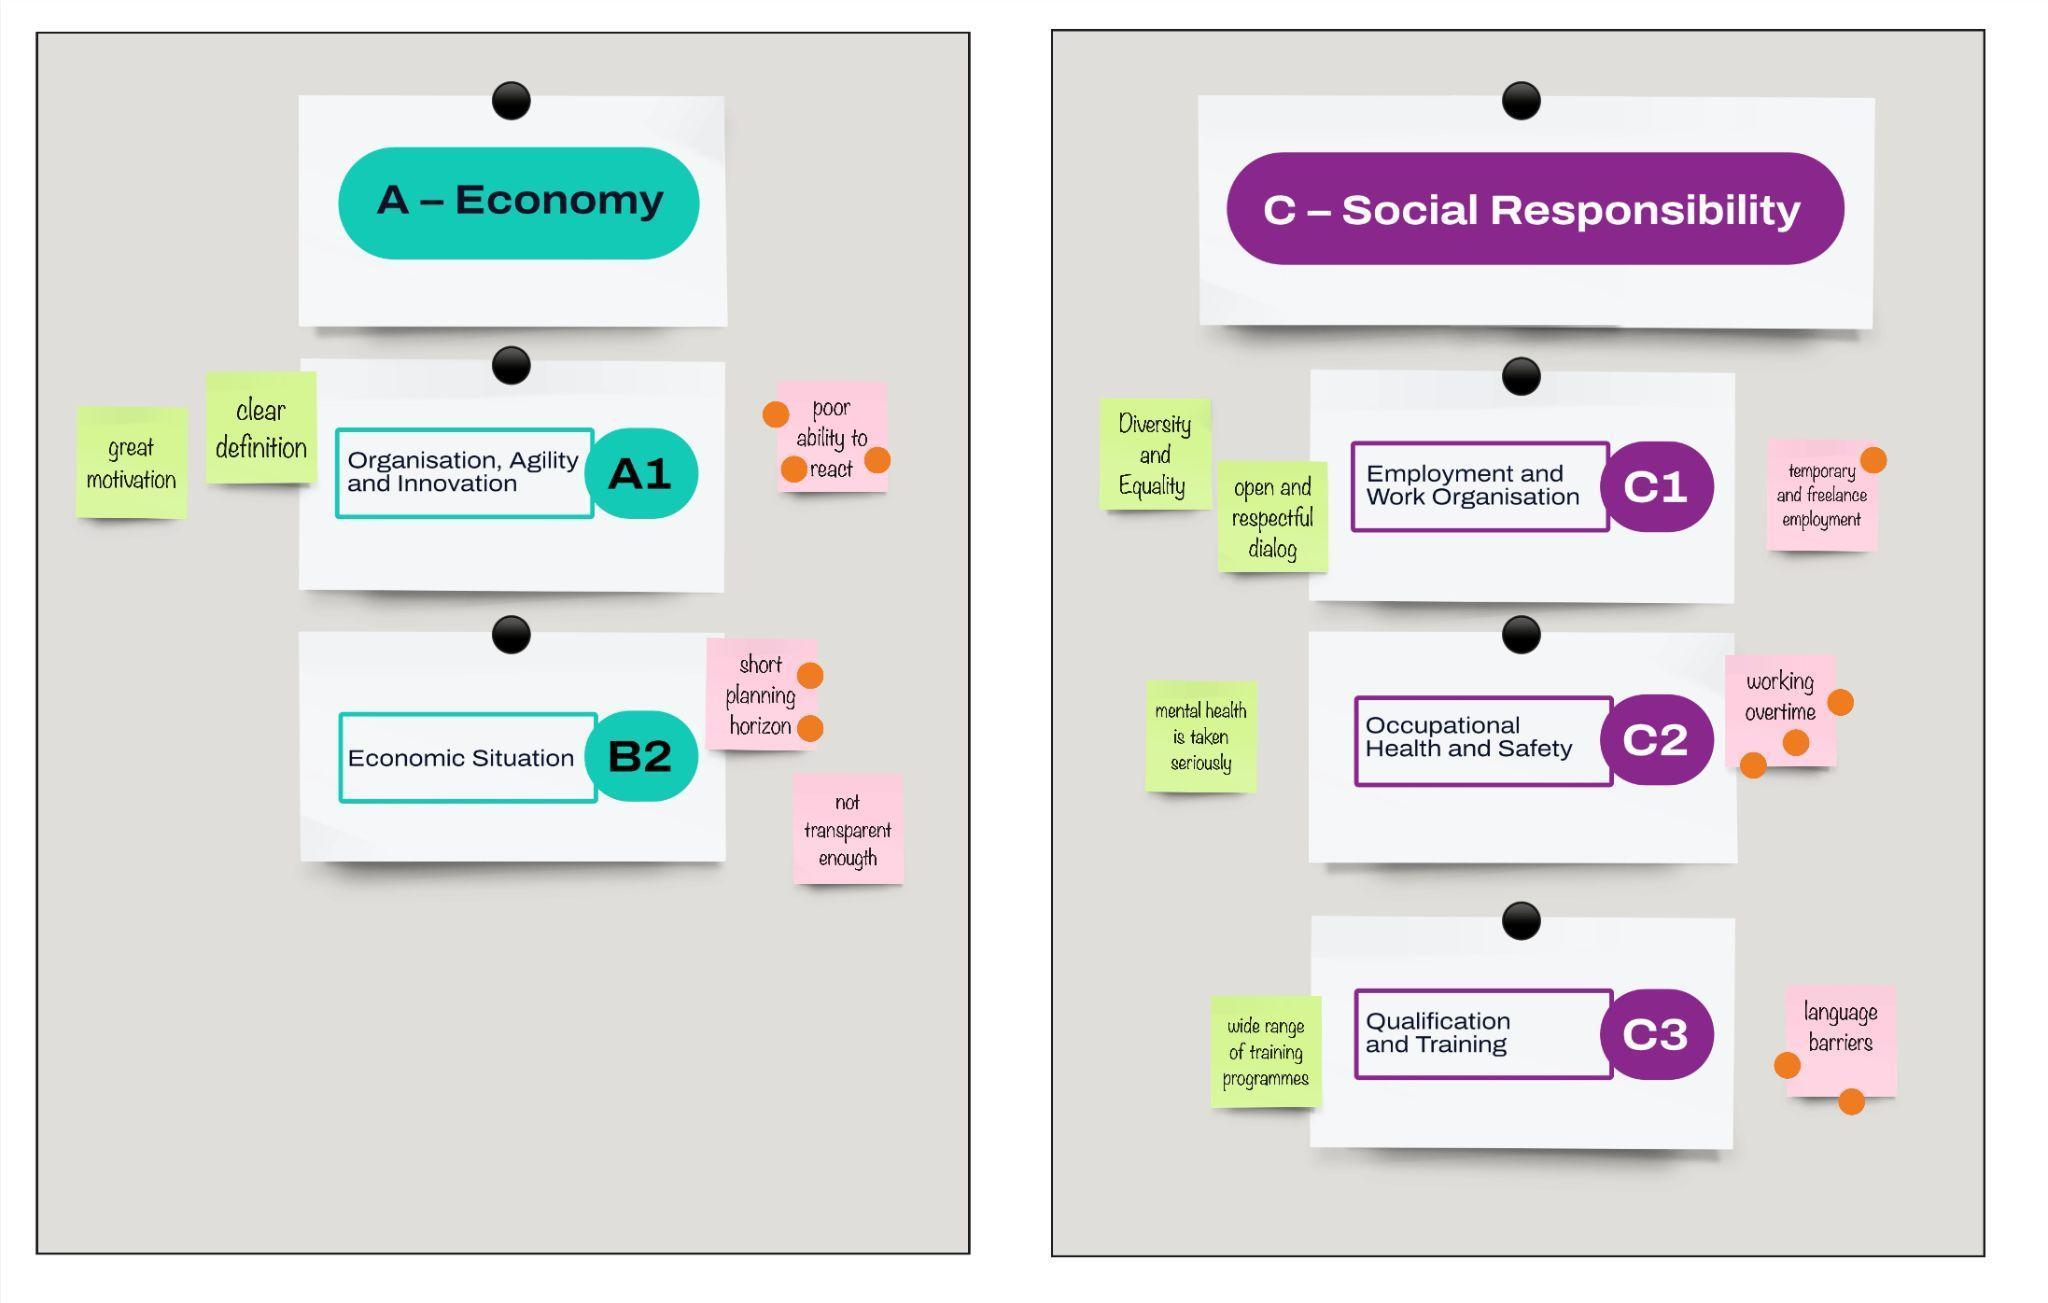 A – Economy
great
motivation
clear
definition
Organisation, Agility
and Innovation
A1
poor
ability to
react
Economic Situation
B2
short
planning
horizon
not
transparent
enougth
C – Social Responsibility
Diversity
and
Equality
open and
respectful
dialog
Employment and
Work Organisation
C1
temporary
and freelance
employment
mental health
is taken
seriously
Occupational
Health and Safety
C2
working
overtime
wide range
of training
programmes
Qualification
and Training
C3
language
barriers